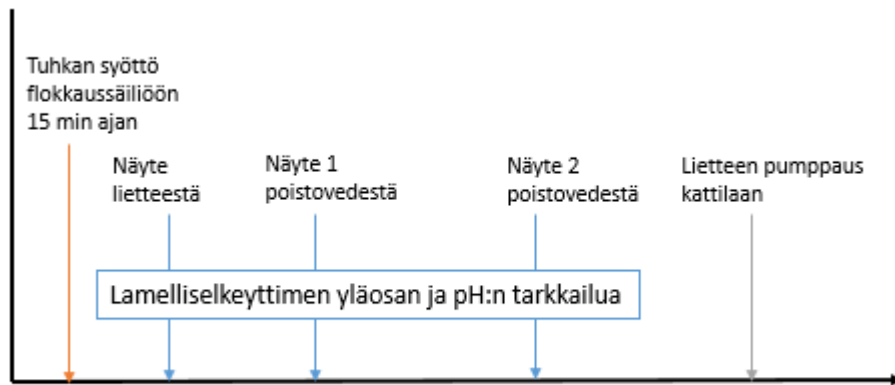 Tuhkan syöttö
flokkaussäiliöön
15 min ajan
Näyte
lietteestä
Näyte 1
poistovedestä
Näyte 2
poistovedestä
Lietteen pumppaus
kattilaan
Lamelliselkeyttimen yläosan ja pH:n tarkkailua